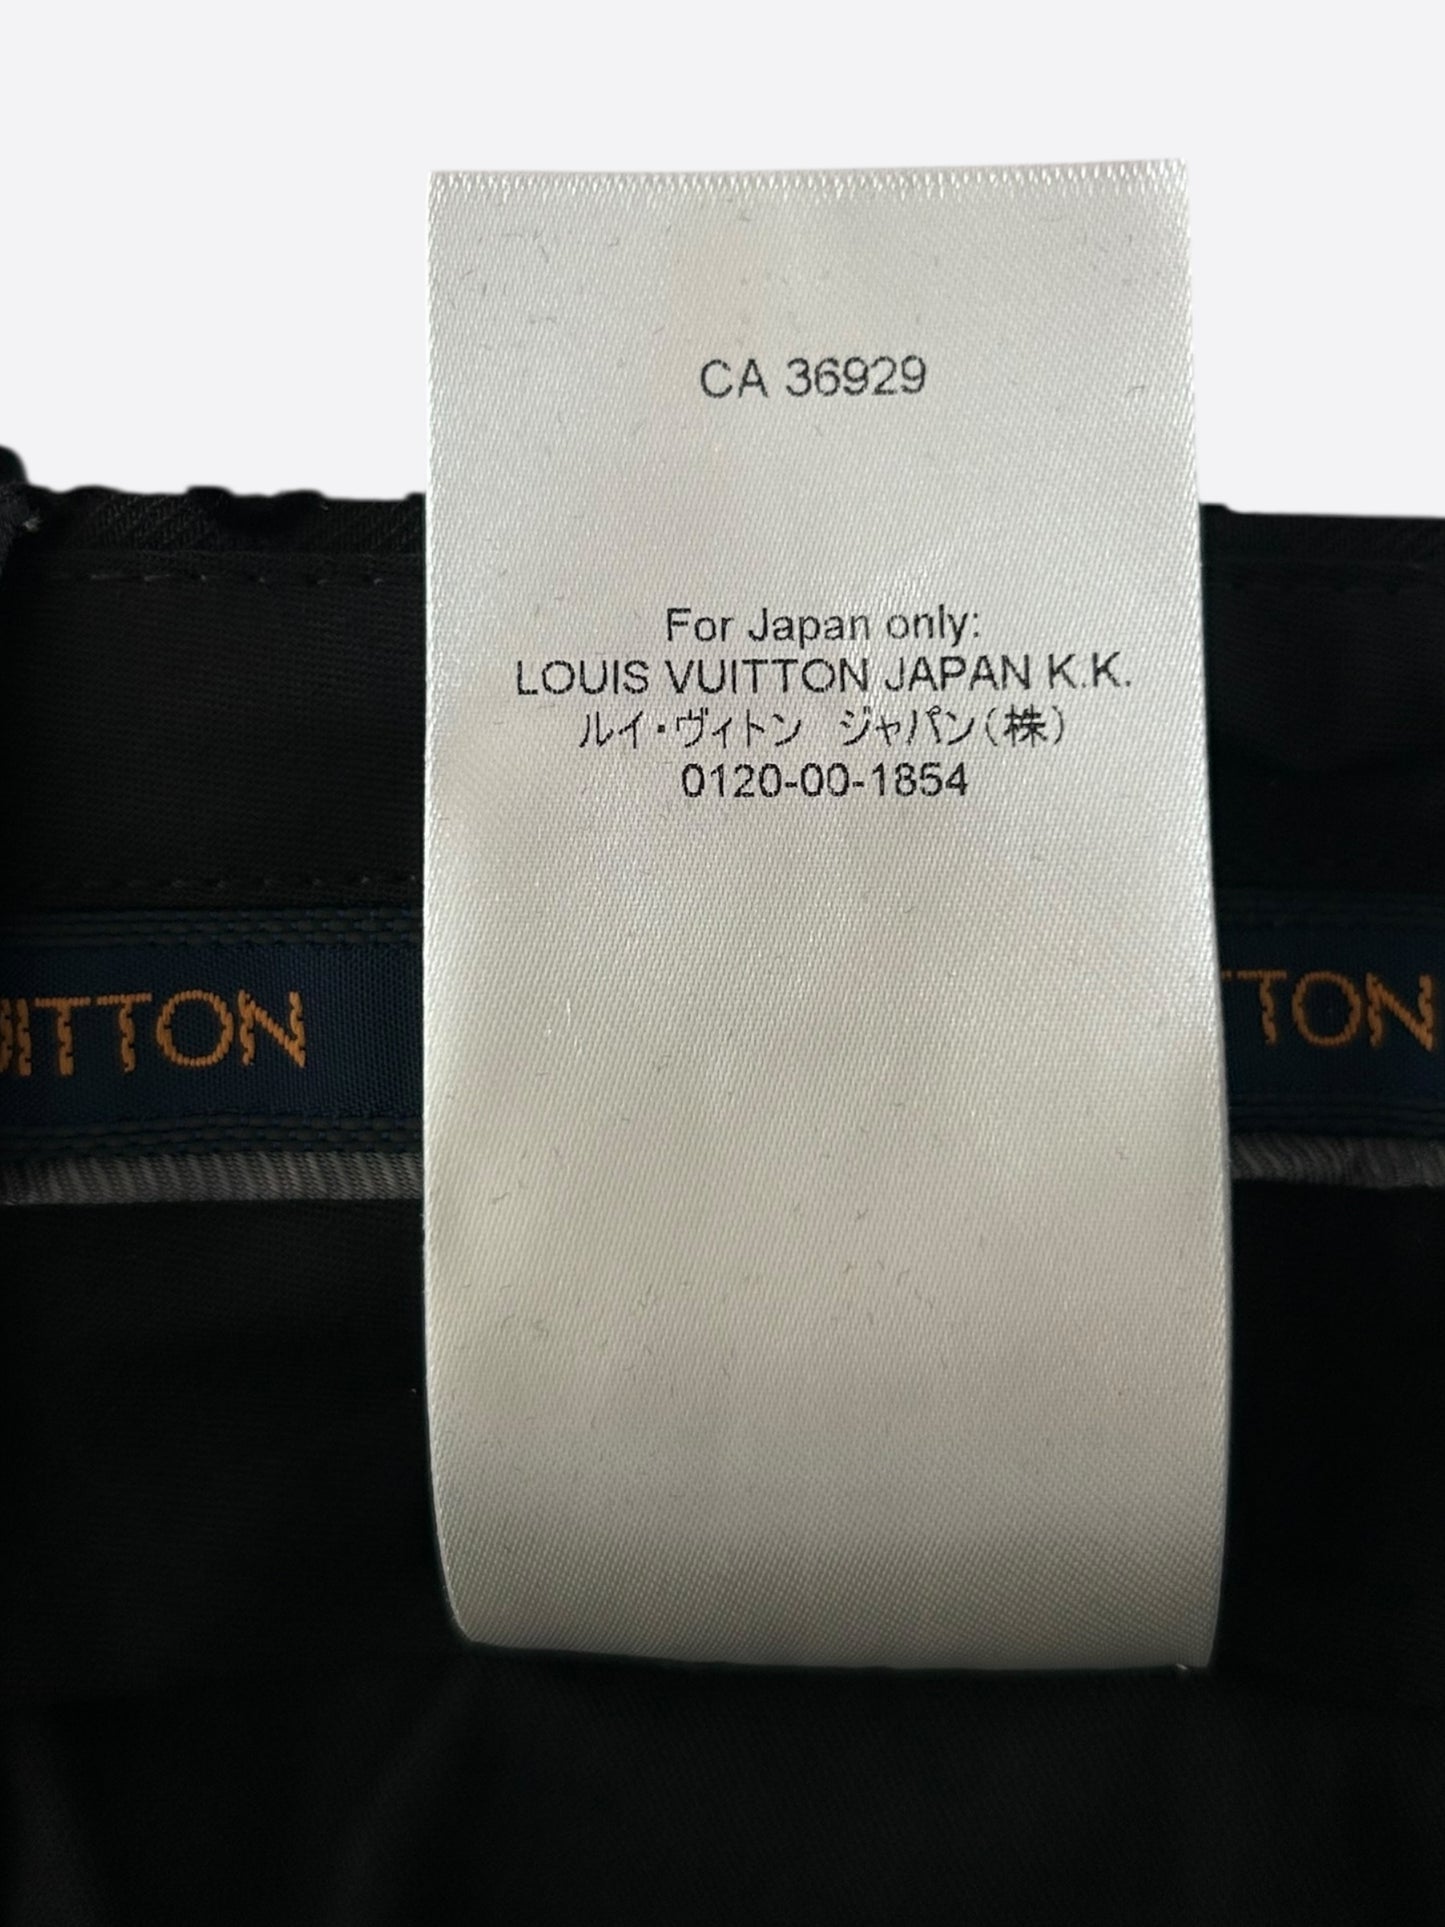 CA 36929
For Japan only:
LOUIS VUITTON JAPAN K.K.
ルイ・ヴィトン ジャパン(株)
0120-00-1854
UITTON
TTON